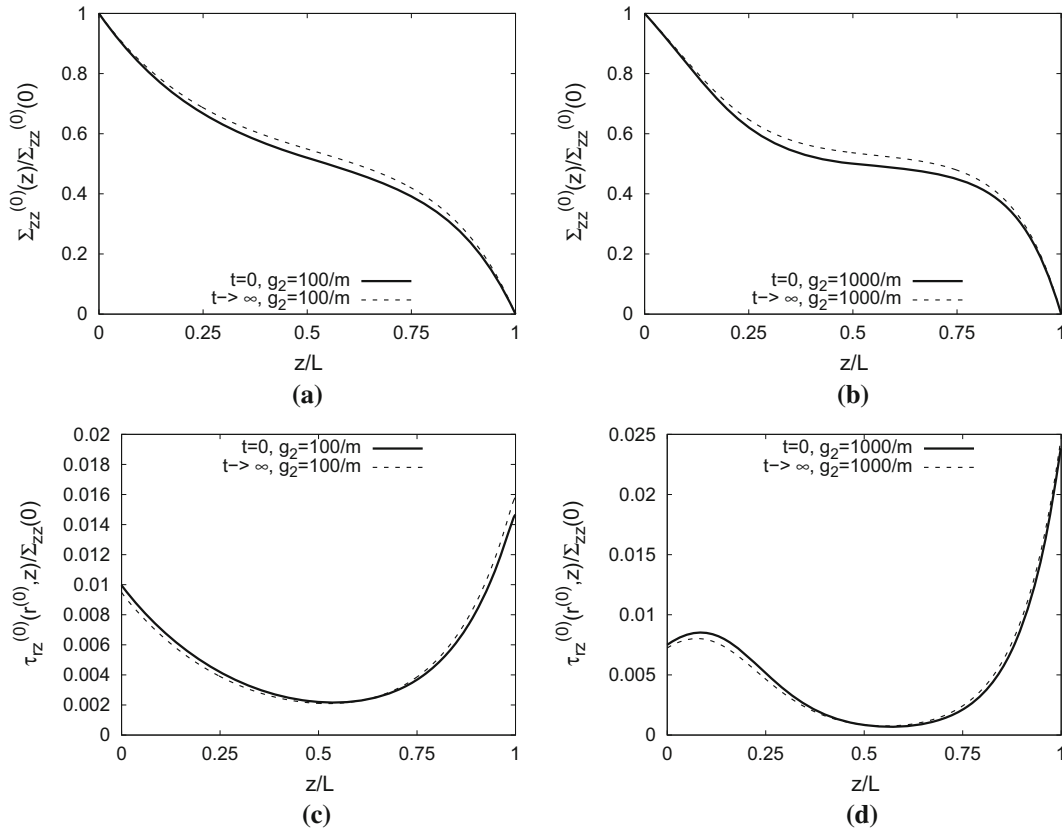 1
0.8
0.6
0.4
0.2
0
Σzz(0)(z)/Σzz(0)(0)
t=0, g2=100/m
t−> ∞, g2=100/m
0 0.25 0.5 0.75 1
z/L
(a)
1
0.8
0.6
0.4
0.2
0
Σzz(0)(z)/Σzz(0)(0)
t=0, g2=1000/m
t−> ∞, g2=1000/m
0 0.25 0.5 0.75 1
z/L
(b)
0.02
0.018
0.016
0.014
0.012
0.01
0.008
0.006
0.004
0.002
0
τrz(0)(r(0),z)/Σzz(0)
t=0, g2=100/m
t−> ∞, g2=100/m
0 0.25 0.5 0.75 1
z/L
(c)
0.025
0.02
0.015
0.01
0.005
0
τrz(0)(r(0),z)/Σzz(0)
t=0, g2=1000/m
t−> ∞, g2=1000/m
0 0.25 0.5 0.75 1
z/L
(d)